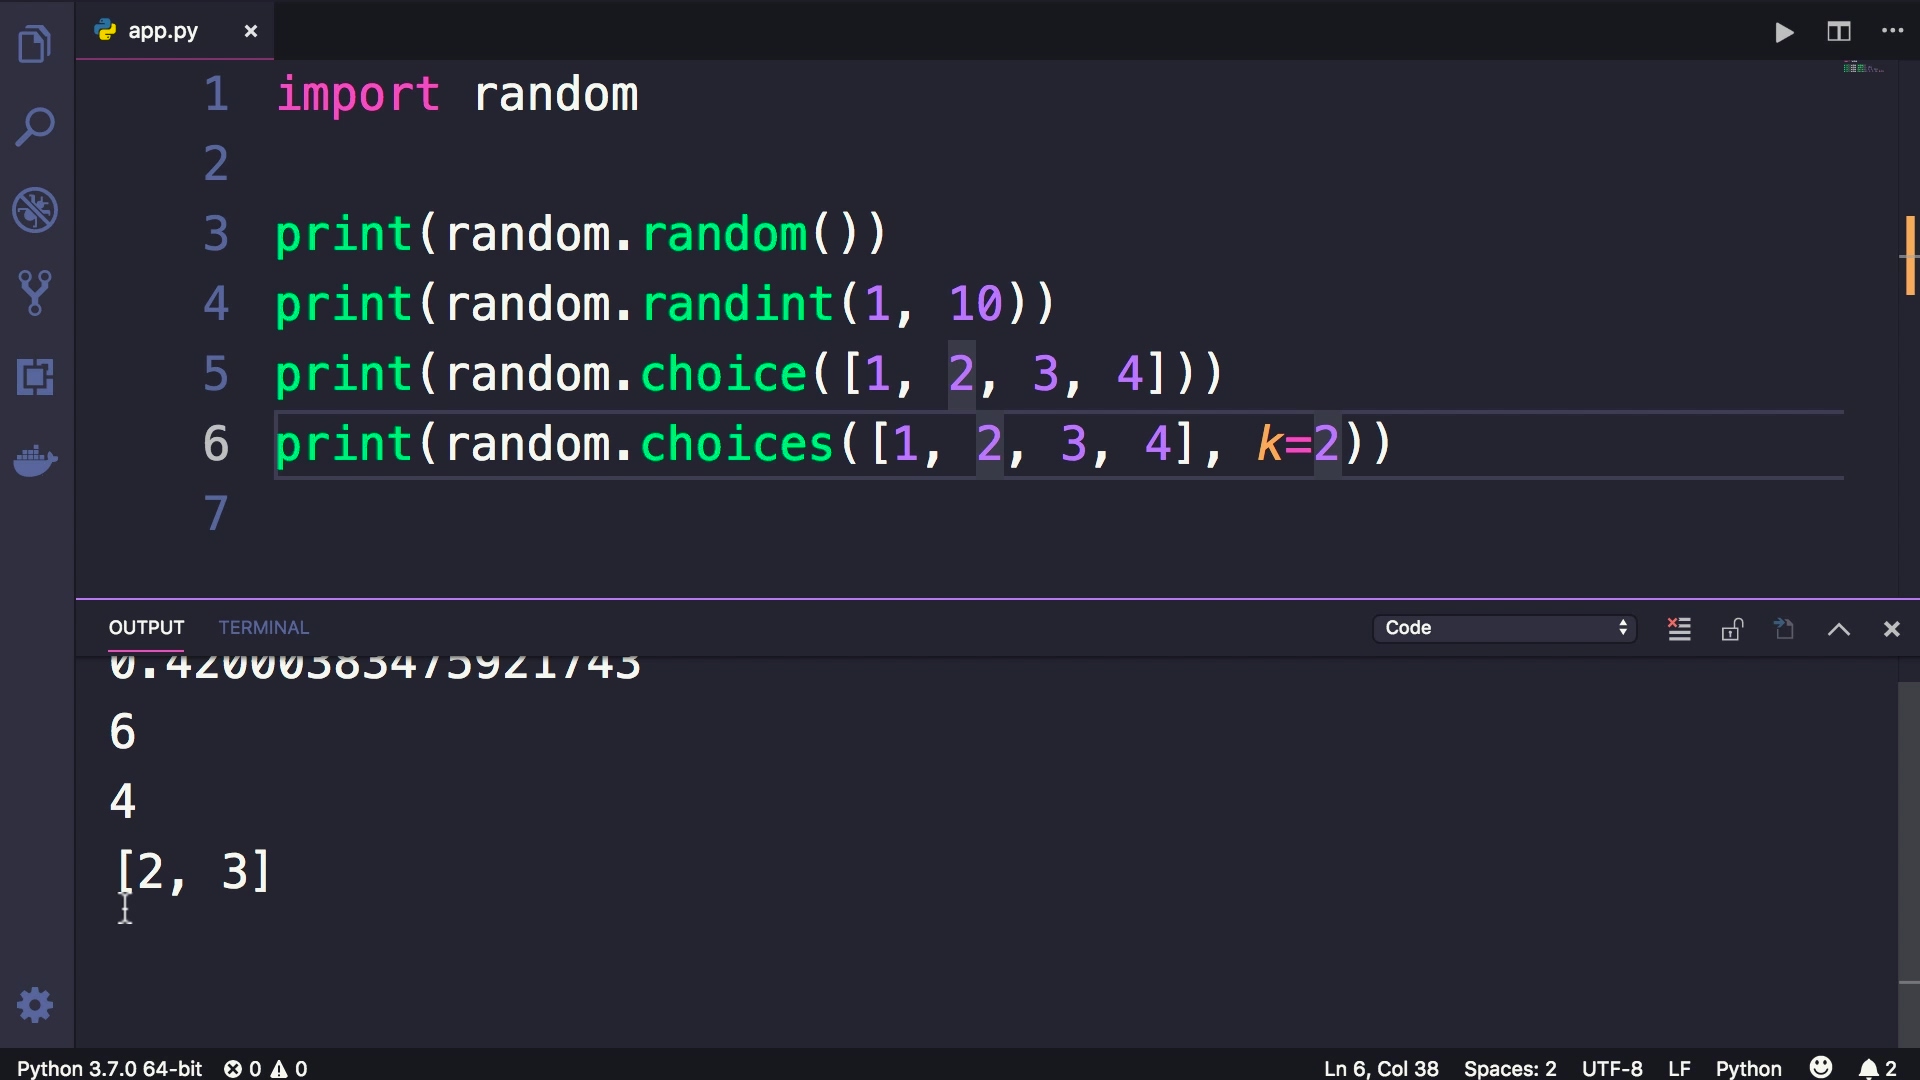 app.py
1 import random
2
3 print(random.random())
4 print(random.randint(1, 10))
5 print(random.choice([1, 2, 3, 4]))
6 print(random.choices([1, 2, 3, 4], k=2))
7
OUTPUT TERMINAL Code
0.42000383475921743
6
4
[2, 3]
Python 3.7.0 64-bit 0 0 Ln 6, Col 38 Spaces: 2 UTF-8 LF Python 2